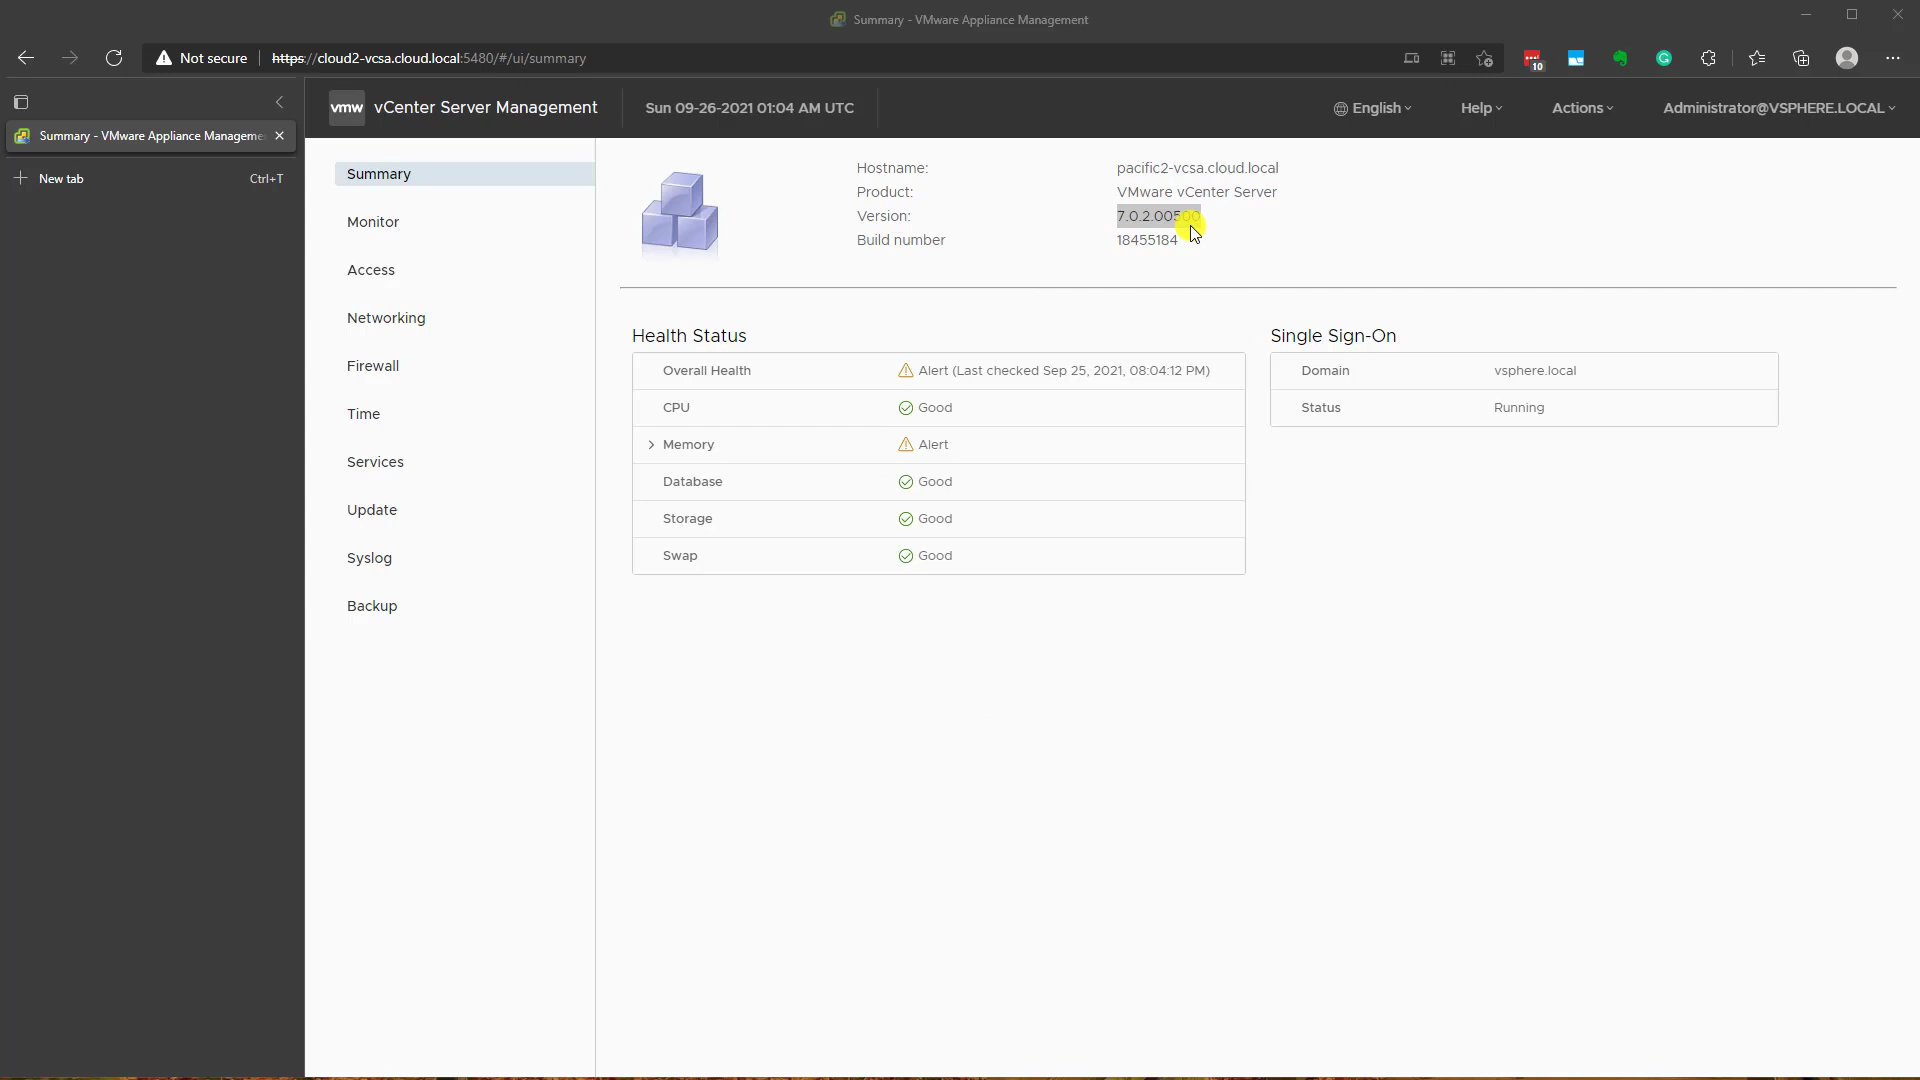 Summary - VMware Appliance Management
Not secure
https://cloud2-vcsa.cloud.local:5480/#/ui/summary
10
Summary - VMware Appliance Manageme
New tab
Ctrl+T
vmw
vCenter Server Management
Sun 09-26-2021 01:04 AM UTC
English
Help
Actions
Administrator@VSPHERE.LOCAL
Summary
Monitor
Access
Networking
Firewall
Time
Services
Update
Syslog
Backup
Hostname: pacific2-vcsa.cloud.local
Product: VMware vCenter Server
Version: 7.0.2.00500
Build number 18455184
Health Status
Overall Health Alert (Last checked Sep 25, 2021, 08:04:12 PM)
CPU Good
Memory Alert
Database Good
Storage Good
Swap Good
Single Sign-On
Domain vsphere.local
Status Running